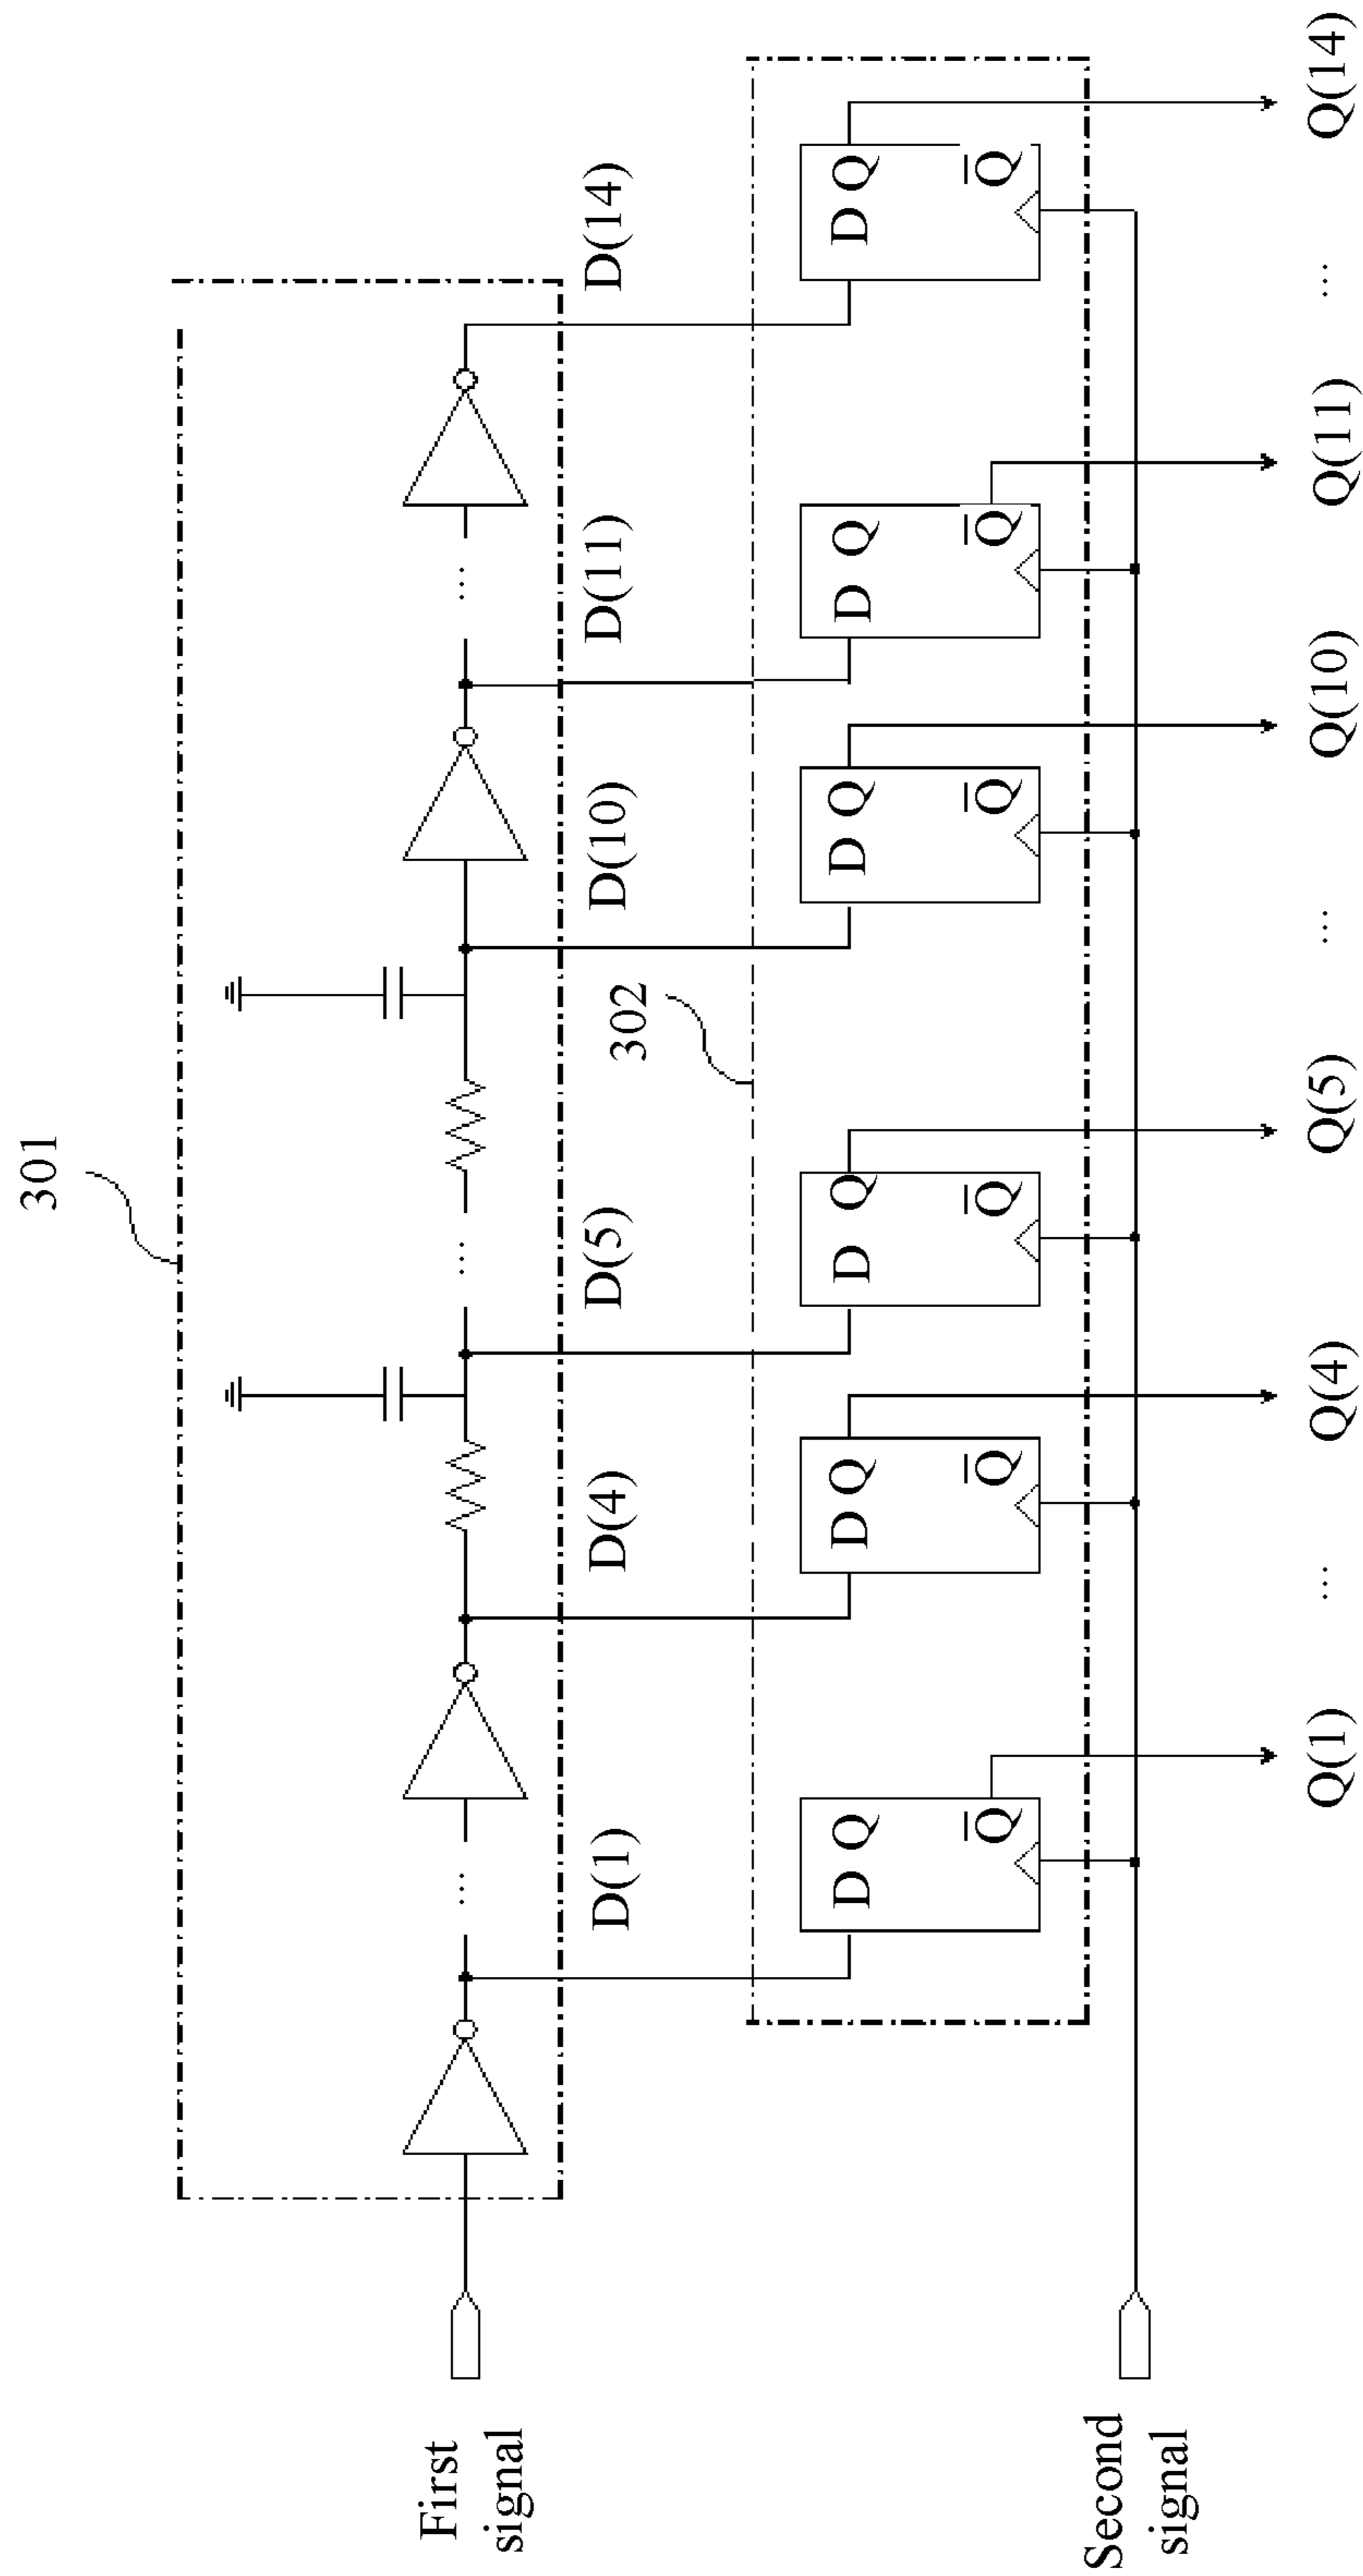 301
First
signal
D(1)
D(4)
D(5)
D(10)
D(11)
D(14)
302
D Q
Q̅
D Q
Q̅
D Q
Q̅
D Q
Q̅
D Q
Q̅
D Q
Q̅
Second
signal
Q(1)
...
Q(4)
Q(5)
...
Q(10)
Q(11)
...
Q(14)